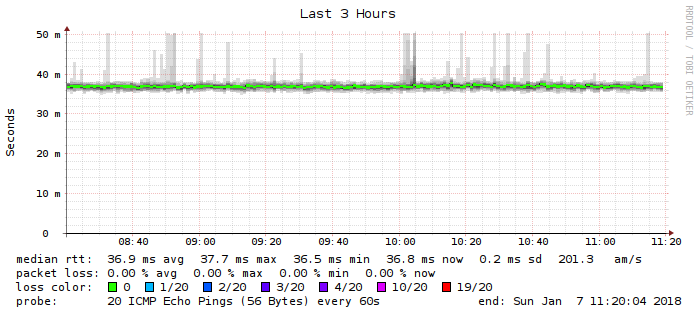 Last 3 Hours
RRDTOOL / TOBI OETIKER
Seconds
50 m
40 m
30 m
20 m
10 m
0
08:40 09:00 09:20 09:40 10:00 10:20 10:40 11:00 11:20
median rtt: 36.9 ms avg 37.7 ms max 36.5 ms min 36.8 ms now 0.2 ms sd 201.3 am/s
packet loss: 0.00 % avg 0.00 % max 0.00 % min 0.00 % now
loss color: 0 1/20 2/20 3/20 4/20 10/20 19/20
probe: 20 ICMP Echo Pings (56 Bytes) every 60s end: Sun Jan 7 11:20:04 2018